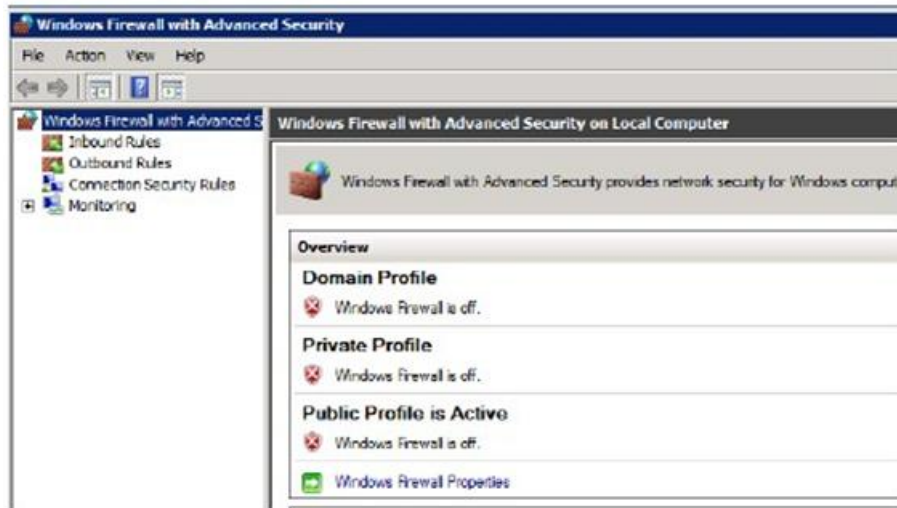 Windows Firewall with Advanced Security
File Action View Help
Windows Firewall with Advanced S
Inbound Rules
Outbound Rules
Connection Security Rules
Monitoring
Windows Firewall with Advanced Security on Local Computer
Windows Firewall with Advanced Security provides network security for Windows comput
Overview
Domain Profile
Windows Firewall is off.
Private Profile
Windows Firewall is off.
Public Profile is Active
Windows Firewall is off.
Windows Firewall Properties